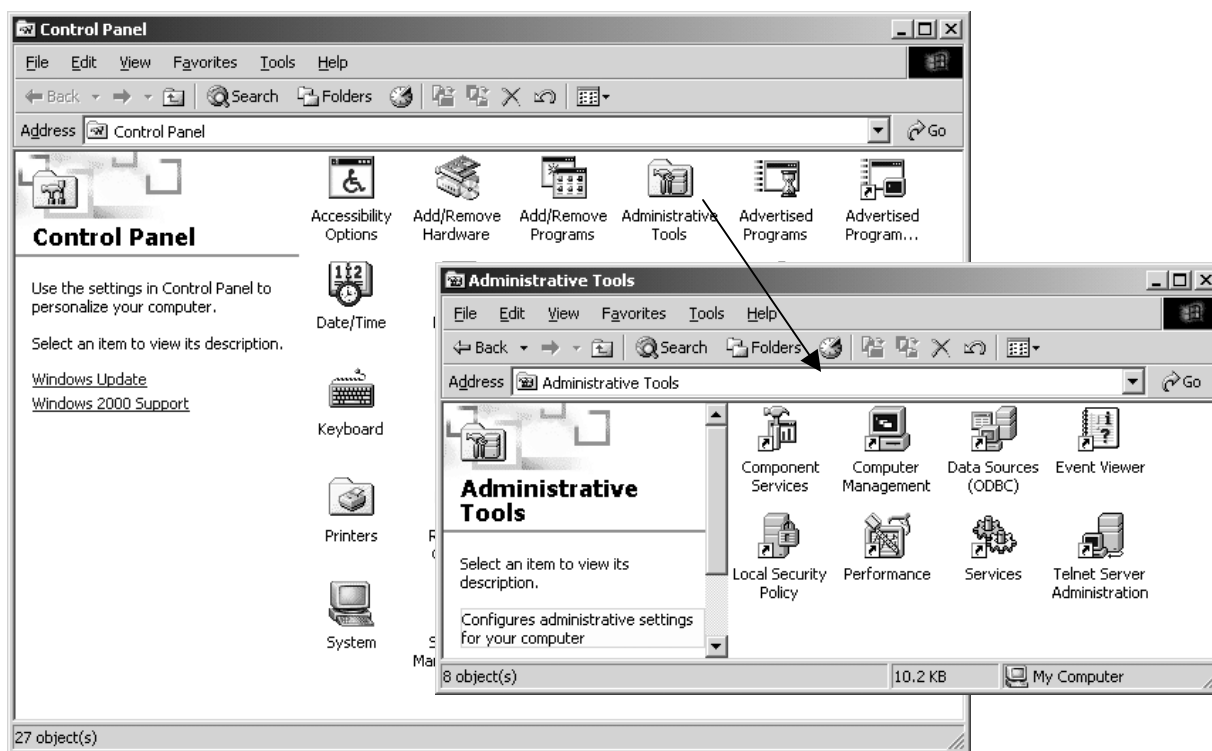 Control Panel
File Edit View Favorites Tools Help
Back Search Folders
Address Control Panel Go
Control Panel
Use the settings in Control Panel to
personalize your computer.
Select an item to view its description.
Windows Update
Windows 2000 Support
Accessibility
Options
Add/Remove
Hardware
Add/Remove
Programs
Administrative
Tools
Advertised
Programs
Advertised
Program...
Date/Time
Keyboard
Printers
System
27 object(s)
Administrative Tools
File Edit View Favorites Tools Help
Back Search Folders
Address Administrative Tools Go
Administrative
Tools
Select an item to view its
description.
Configures administrative settings
for your computer
Component
Services
Computer
Management
Data Sources
(ODBC)
Event Viewer
Local Security
Policy
Performance
Services
Telnet Server
Administration
8 object(s) 10.2 KB My Computer